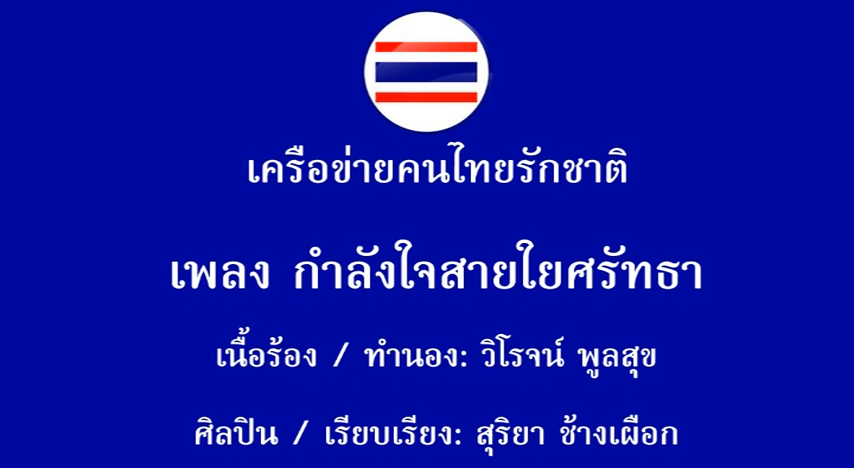 เครือข่ายคนไทยรักชาติ
เพลง กำลังใจสายใยศรัทธา
เนื้อร้อง / ทำนอง: วิโรจน์ พูลสุข
ศิลปิน / เรียบเรียง: สุริยา ช้างเผือก